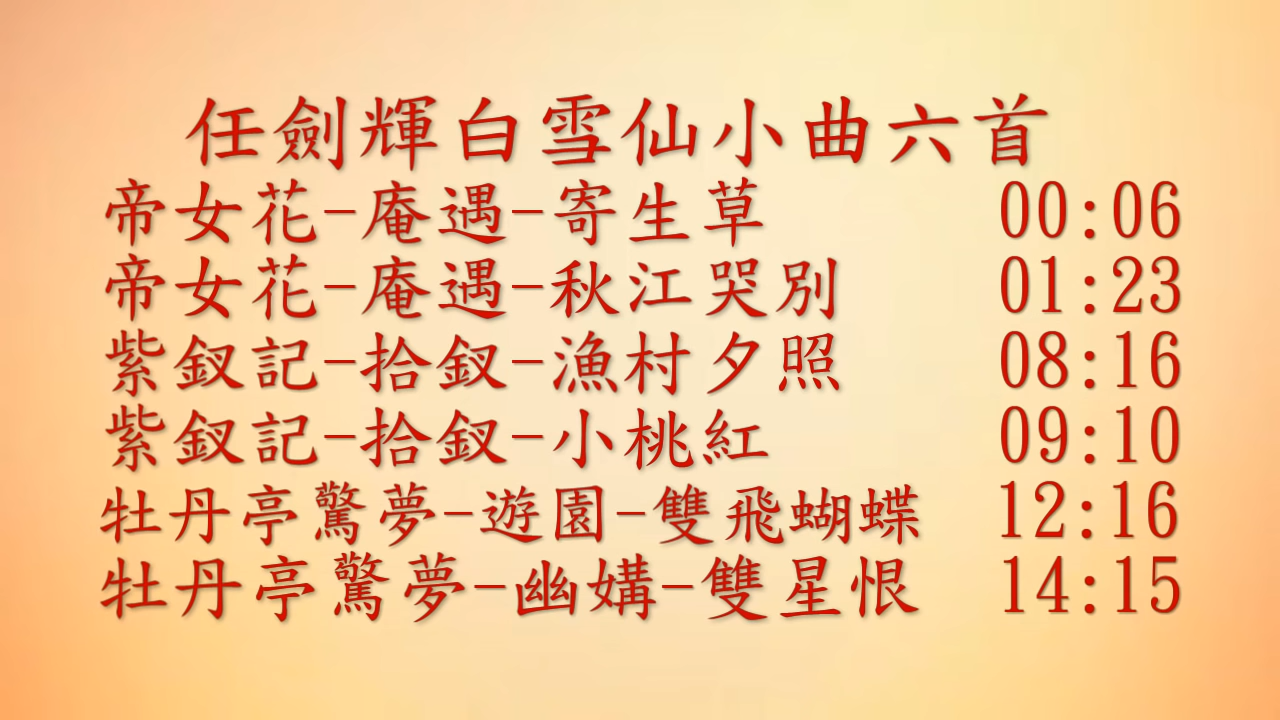 任劍輝白雪仙小曲六首
帝女花-庵遇-寄生草 00:06
帝女花-庵遇-秋江哭別 01:23
紫釵記-拾釵-漁村夕照 08:16
紫釵記-拾釵-小桃紅 09:10
牡丹亭驚夢-遊園-雙飛蝴蝶 12:16
牡丹亭驚夢-幽媾-雙星恨 14:15